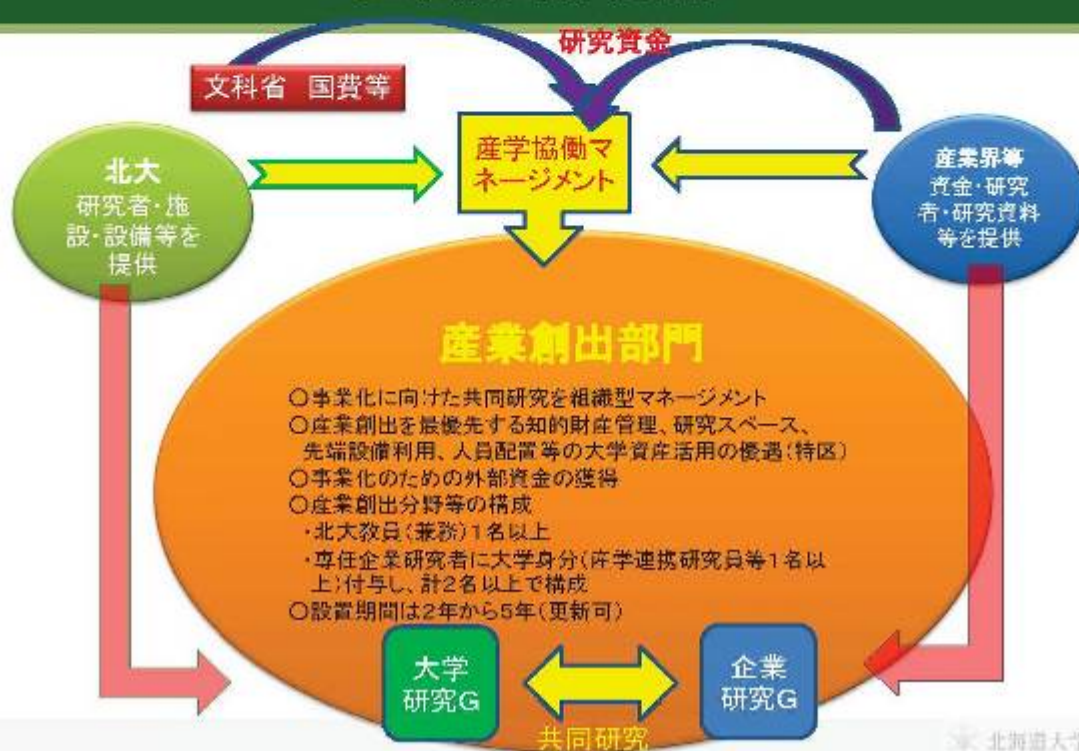 研究資金
文科省 国費等
産学協働マ
ネージメント
北大
研究者・施
設・設備等を
提供
産業界等
資金・研究
者・研究資料
等を提供
産業創出部門
○事業化に向けた共同研究を組織型マネージメント
○産業創出を最優先する知的財産管理、研究スペース、
先端設備利用、人員配置等の大学資産活用の優遇(特区)
○事業化のための外部資金の獲得
○産業創出分野等の構成
・北大教員(兼務)1名以上
・専任企業研究者に大学身分(産学連携研究員等1名以
上)付与し、計2名以上で構成
○設置期間は2年から5年(更新可)
大学
研究G
企業
研究G
共同研究
北海道大学